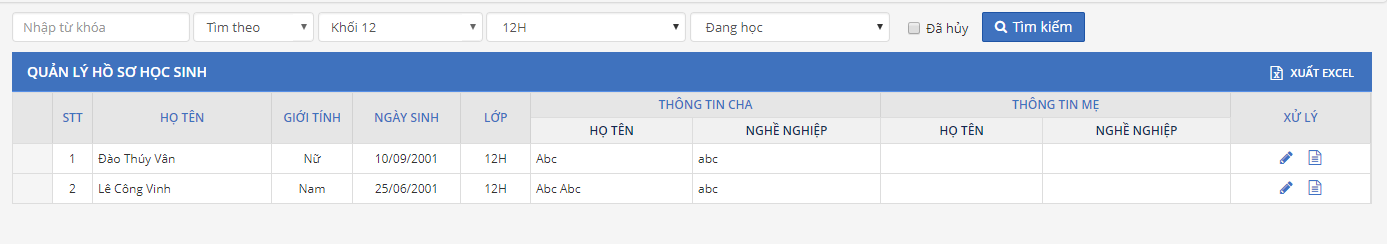 Nhập từ khóa Tìm theo Khối 12 12H Đang học Đã hủy Tìm kiếm
QUẢN LÝ HỒ SƠ HỌC SINH XUẤT EXCEL
STT HỌ TÊN GIỚI TÍNH NGÀY SINH LỚP THÔNG TIN CHA THÔNG TIN MẸ XỬ LÝ
HỌ TÊN NGHỀ NGHIỆP HỌ TÊN NGHỀ NGHIỆP
1 Đào Thúy Vân Nữ 10/09/2001 12H Abc abc
2 Lê Công Vinh Nam 25/06/2001 12H Abc Abc abc